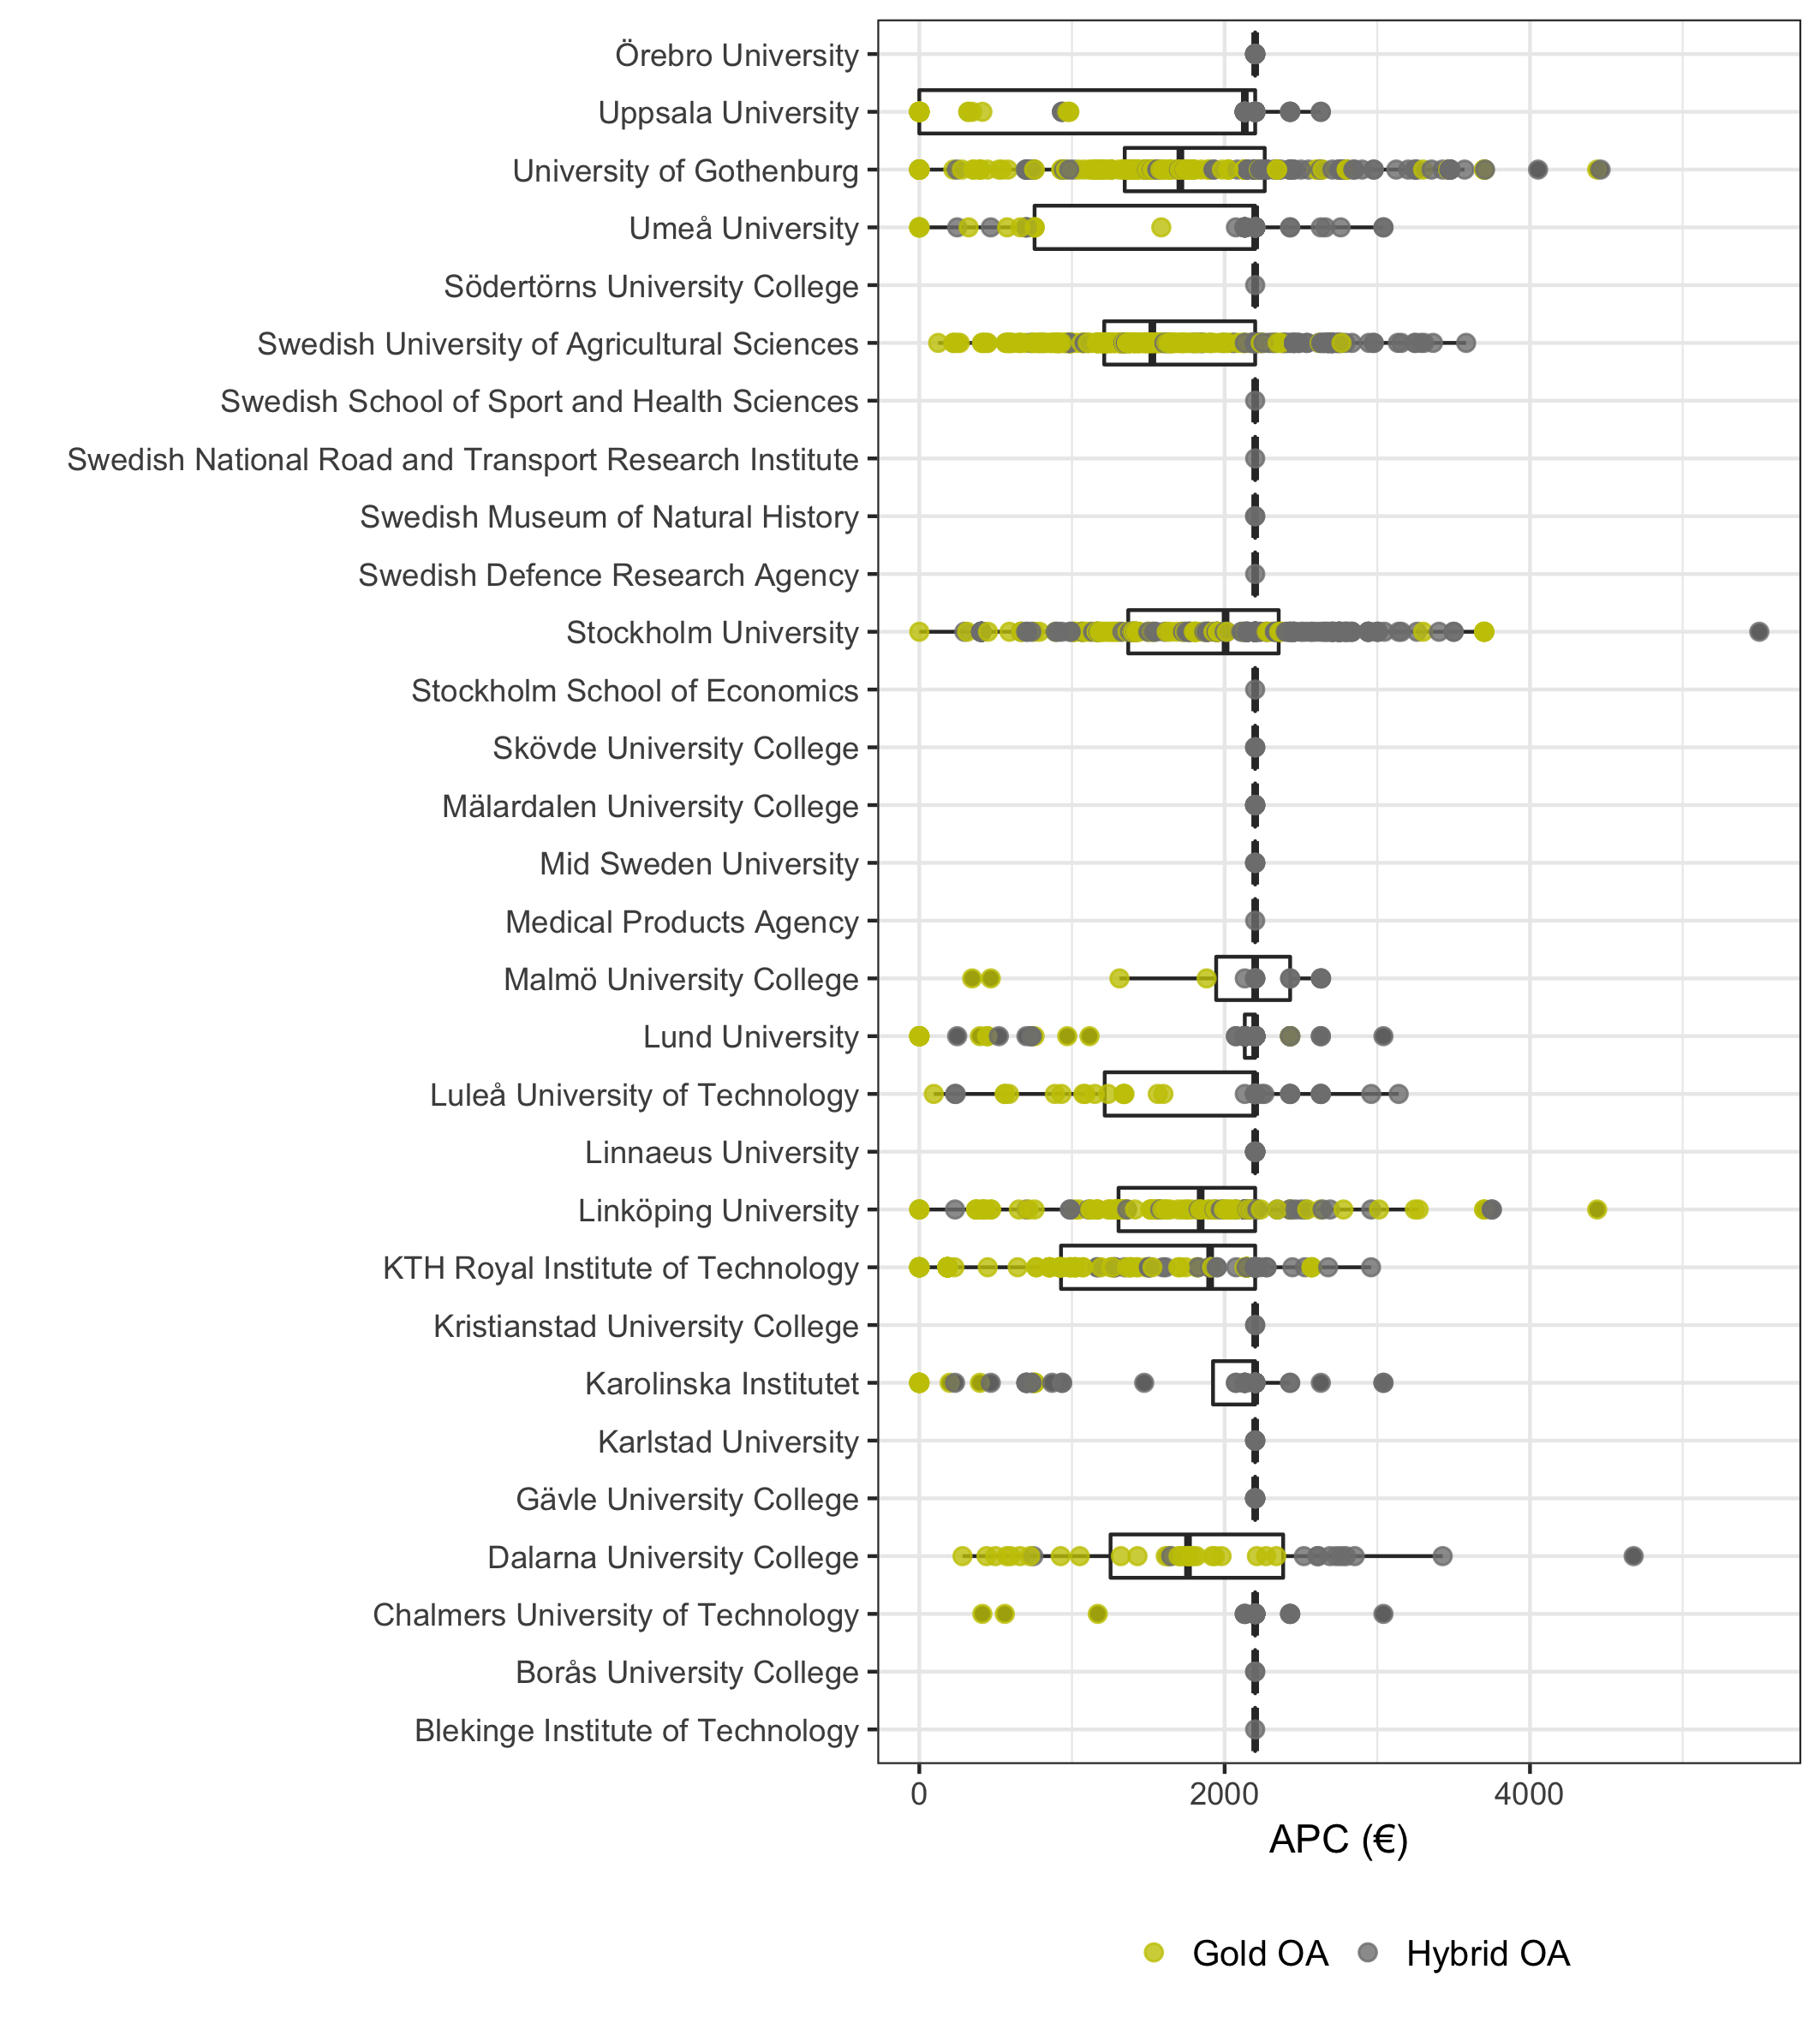 Örebro University
Uppsala University
University of Gothenburg
Umeå University
Södertörns University College
Swedish University of Agricultural Sciences
Swedish School of Sport and Health Sciences
Swedish National Road and Transport Research Institute
Swedish Museum of Natural History
Swedish Defence Research Agency
Stockholm University
Stockholm School of Economics
Skövde University College
Mälardalen University College
Mid Sweden University
Medical Products Agency
Malmö University College
Lund University
Luleå University of Technology
Linnaeus University
Linköping University
KTH Royal Institute of Technology
Kristianstad University College
Karolinska Institutet
Karlstad University
Gävle University College
Dalarna University College
Chalmers University of Technology
Borås University College
Blekinge Institute of Technology
0 2000 4000
APC (€)
Gold OA Hybrid OA